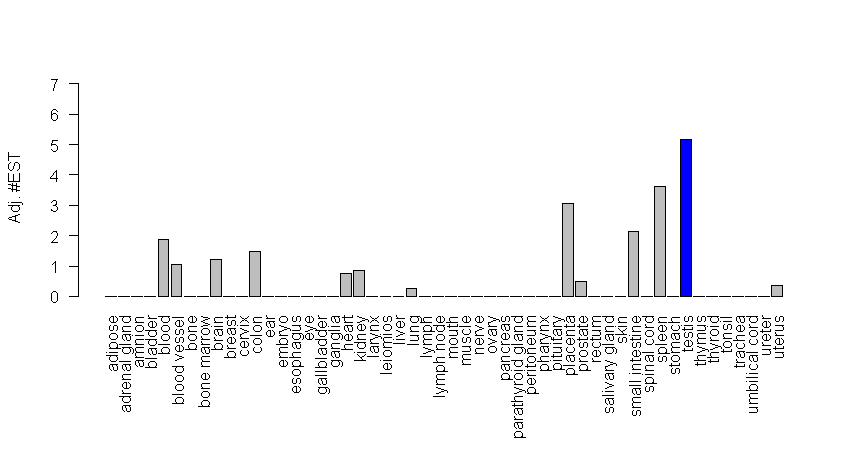 7
6
5
4
3
2
1
0
Adj. #EST
adipose
adrenal gland
amnion
bladder
blood
blood vessel
bone
bone marrow
brain
breast
cervix
colon
ear
embryo
esophagus
eye
gallbladder
ganglia
heart
kidney
larynx
leiomios
liver
lung
lymph
lymph node
mouth
muscle
nerve
ovary
pancreas
parathyroid gland
peritoneum
pharynx
pituitary
placenta
prostate
rectum
salivary gland
skin
small intestine
spinal cord
spleen
stomach
testis
thymus
thyroid
tonsil
trachea
umbilical cord
ureter
uterus